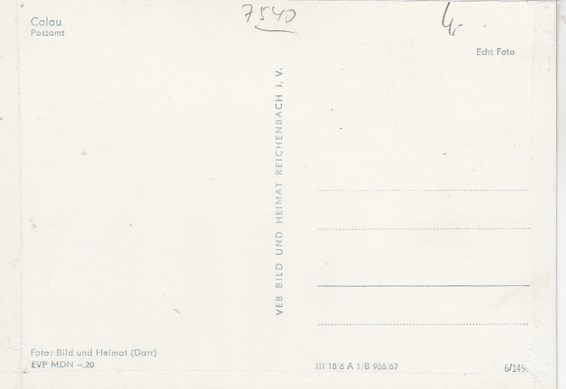 7540
Calau
Postamt
Echt Foto
VEB BILD UND HEIMAT REICHENBACH I. V.
Foto: Bild und Heimat (Darr)
EVP MDN –.20
III/18/6 A 1/B 988/67